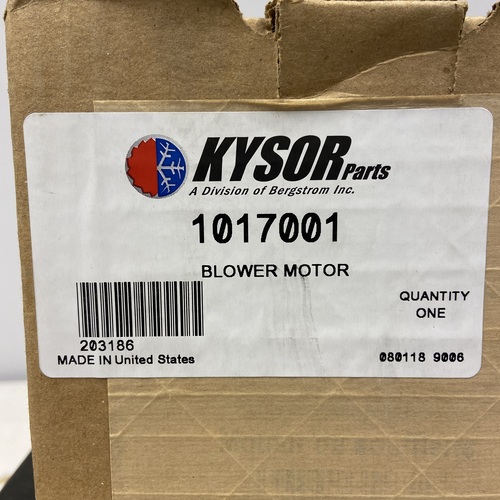 KYSOR Parts
A Division of Bergstrom Inc.
1017001
BLOWER MOTOR
QUANTITY
ONE
203186
MADE IN United States
080118 9006